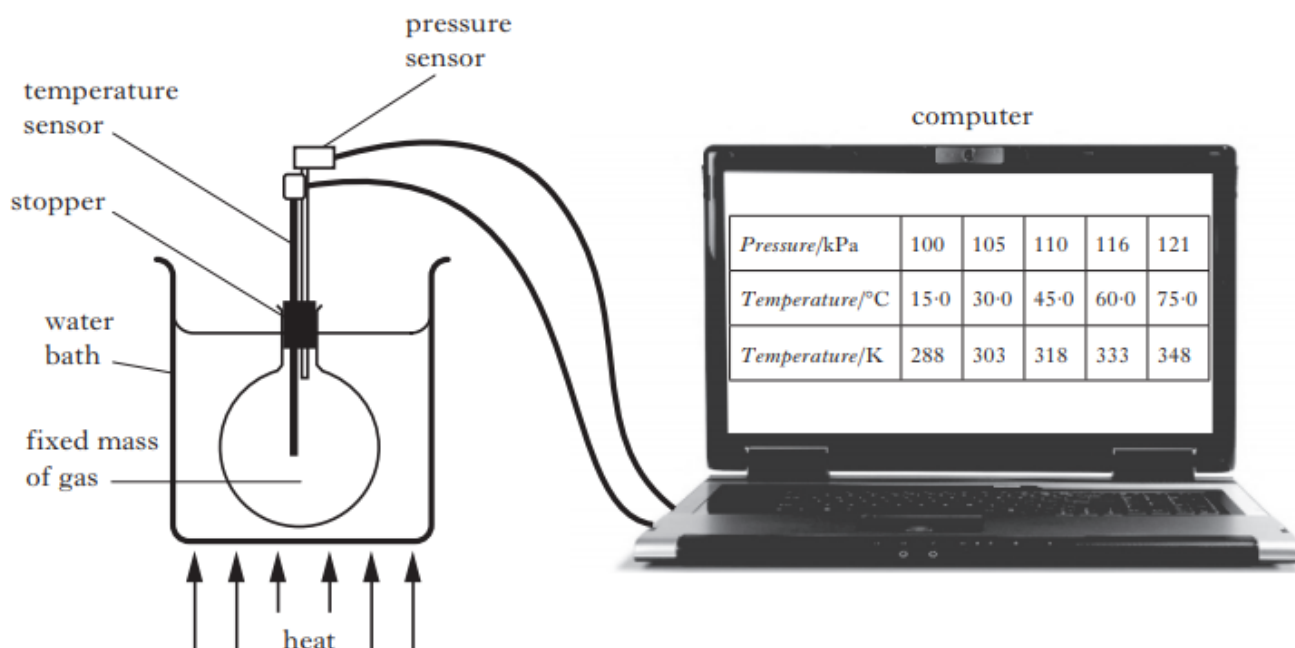 pressure
sensor
temperature
sensor
stopper
water
bath
fixed mass
of gas
heat
computer
Pressure/kPa 100 105 110 116 121
Temperature/°C 15·0 30·0 45·0 60·0 75·0
Temperature/K 288 303 318 333 348